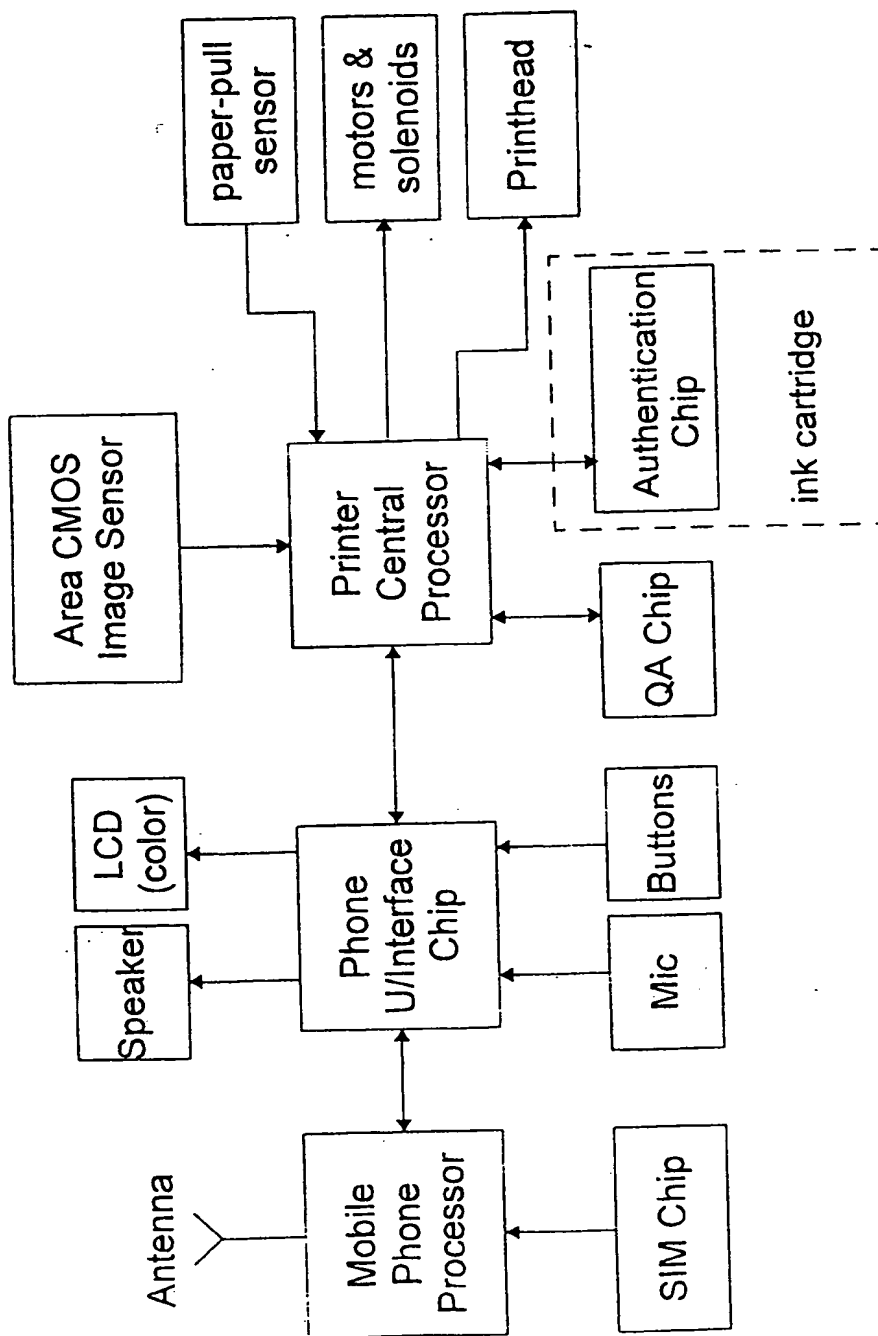 Antenna
Mobile
Phone
Processor
SIM Chip
Speaker
LCD
(color)
Phone
U/Interface
Chip
Mic
Buttons
Area CMOS
Image Sensor
Printer
Central
Processor
QA Chip
Authentication
Chip
ink cartridge
paper-pull
sensor
motors &
solenoids
Printhead